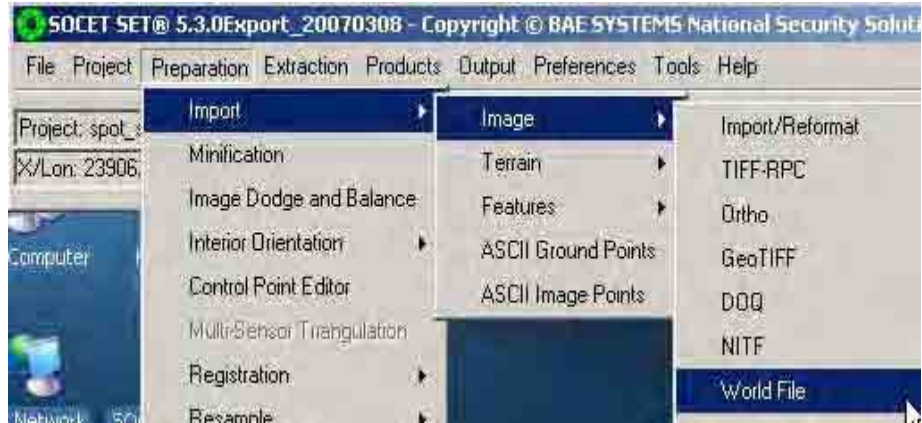 SOCET SET® 5.3.0Export_20070308 - Copyright © BAE SYSTEMS National Security Solut
File Project Preparation Extraction Products Output Preferences Tools Help
Project: spot_s
X/Lon: 23906.
Import
Minification
Image Dodge and Balance
Interior Orientation
Control Point Editor
Multi-Sensor Triangulation
Registration
Resample
Image
Terrain
Features
ASCII Ground Points
ASCII Image Points
Import/Reformat
TIFF-RPC
Ortho
GeoTIFF
DOQ
NITF
World File
Computer
Network